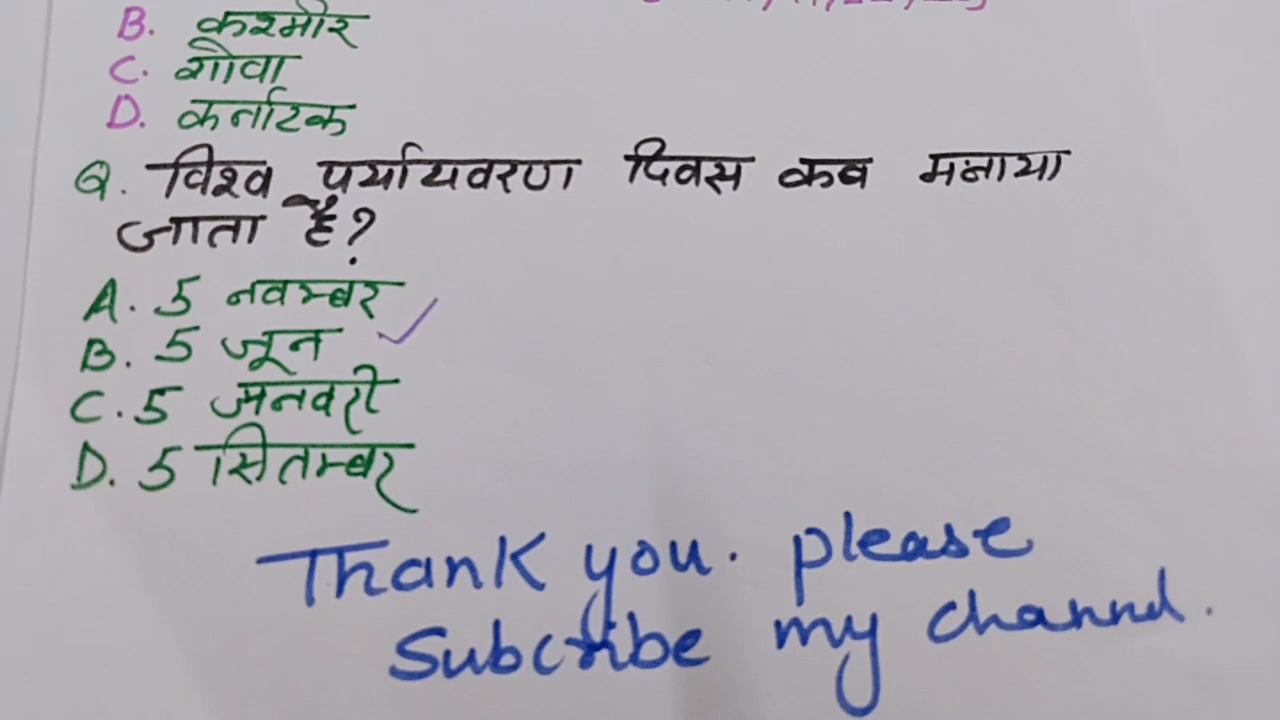 B. कश्मीर
C. गोवा
D. कर्नाटक
Q. विश्व पर्यायवरण दिवस कब मनाया
जाता है?
A. 5 नवम्बर
B. 5 जून
C. 5 जनवरी
D. 5 सितम्बर
Thank you. please
Subcribe my channel.